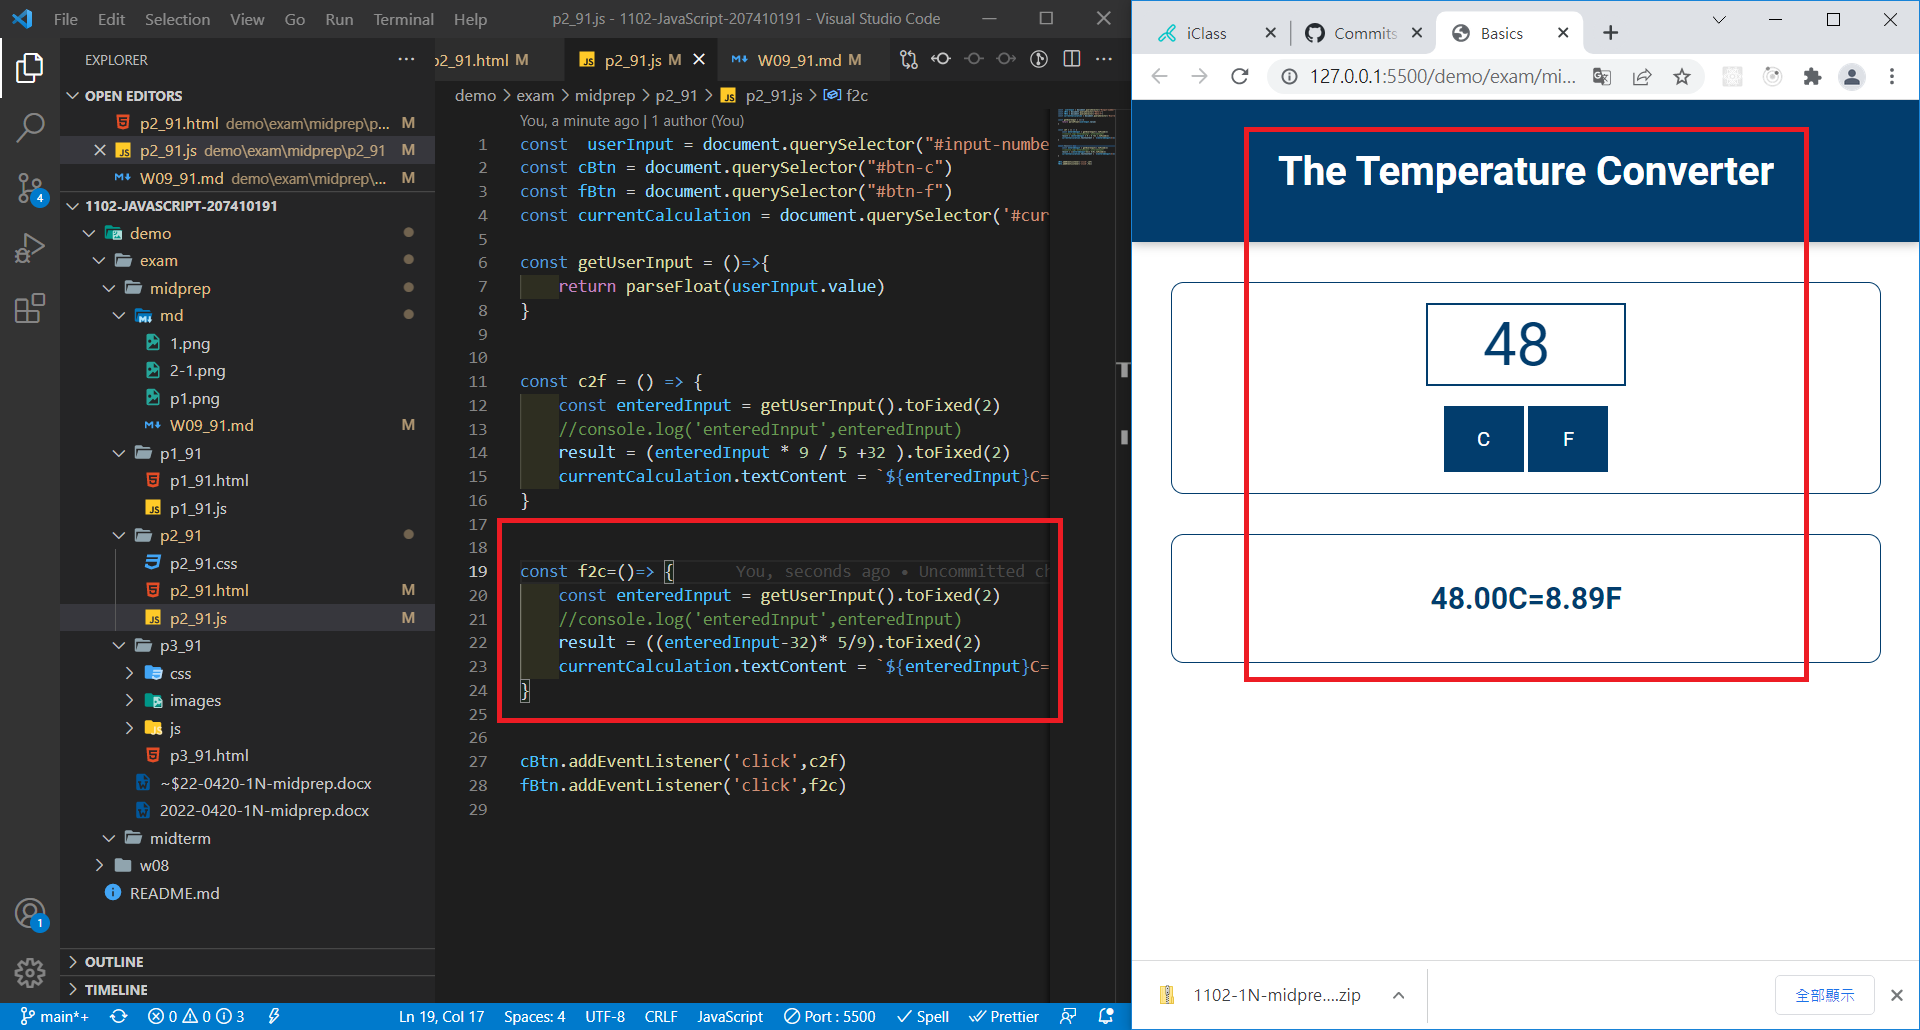 File Edit Selection View Go Run Terminal Help
p2_91.js - 1102-JavaScript-207410191 - Visual Studio Code
EXPLORER
OPEN EDITORS
p2_91.html demo\exam\midprep\p... M
p2_91.js demo\exam\midprep\p2_91 M
W09_91.md demo\exam\midprep\... M
1102-JAVASCRIPT-207410191
demo
exam
midprep
md
1.png
2-1.png
p1.png
W09_91.md M
p1_91
p1_91.html
p1_91.js
p2_91
p2_91.css
p2_91.html M
p2_91.js M
p3_91
css
images
js
p3_91.html
~$22-0420-1N-midprep.docx
2022-0420-1N-midprep.docx
midterm
w08
README.md
OUTLINE
TIMELINE
4
1
p2_91.html M
p2_91.js M
W09_91.md M
demo > exam > midprep > p2_91 > p2_91.js > f2c
You, a minute ago | 1 author (You)
1 const  userInput = document.querySelector("#input-numbe
2 const cBtn = document.querySelector("#btn-c")
3 const fBtn = document.querySelector("#btn-f")
4 const currentCalculation = document.querySelector('#cur
5
6 const getUserInput = ()=>{
7 return parseFloat(userInput.value)
8 }
9
10
11 const c2f = () => {
12 const enteredInput = getUserInput().toFixed(2)
13 //console.log('enteredInput',enteredInput)
14 result = (enteredInput * 9 / 5 +32 ).toFixed(2)
15 currentCalculation.textContent = `${enteredInput}C=
16 }
17
18
19 const f2c=()=> { You, seconds ago • Uncommitted ch
20 const enteredInput = getUserInput().toFixed(2)
21 //console.log('enteredInput',enteredInput)
22 result = ((enteredInput-32)* 5/9).toFixed(2)
23 currentCalculation.textContent = `${enteredInput}C=
24 }
25
26
27 cBtn.addEventListener('click',c2f)
28 fBtn.addEventListener('click',f2c)
29
main*+ 0 0 3 Ln 19, Col 17 Spaces: 4 UTF-8 CRLF JavaScript Port : 5500 Spell Prettier
iClass
Commits
Basics
127.0.0.1:5500/demo/exam/mi...
The Temperature Converter
48
C F
48.00C=8.89F
1102-1N-midpre....zip
全部顯示